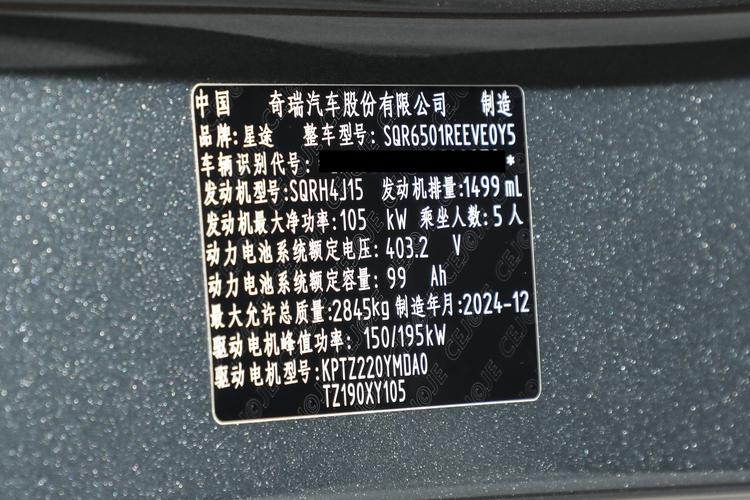 中国 奇瑞汽车股份有限公司 制造
品牌:星途 整车型号: SQR6501REEVE0Y5
车辆识别代号: *
发动机型号:SQRH4J15 发动机排量:1499 mL
发动机最大净功率:105 kW 乘坐人数:5人
动力电池系统额定电压: 403.2 V
动力电池系统额定容量: 99 Ah
最大允许总质量:2845kg 制造年月:2024-12
驱动电机峰值功率: 150/195kW
驱动电机型号:KPTZ220YMDA0
TZ190XY105